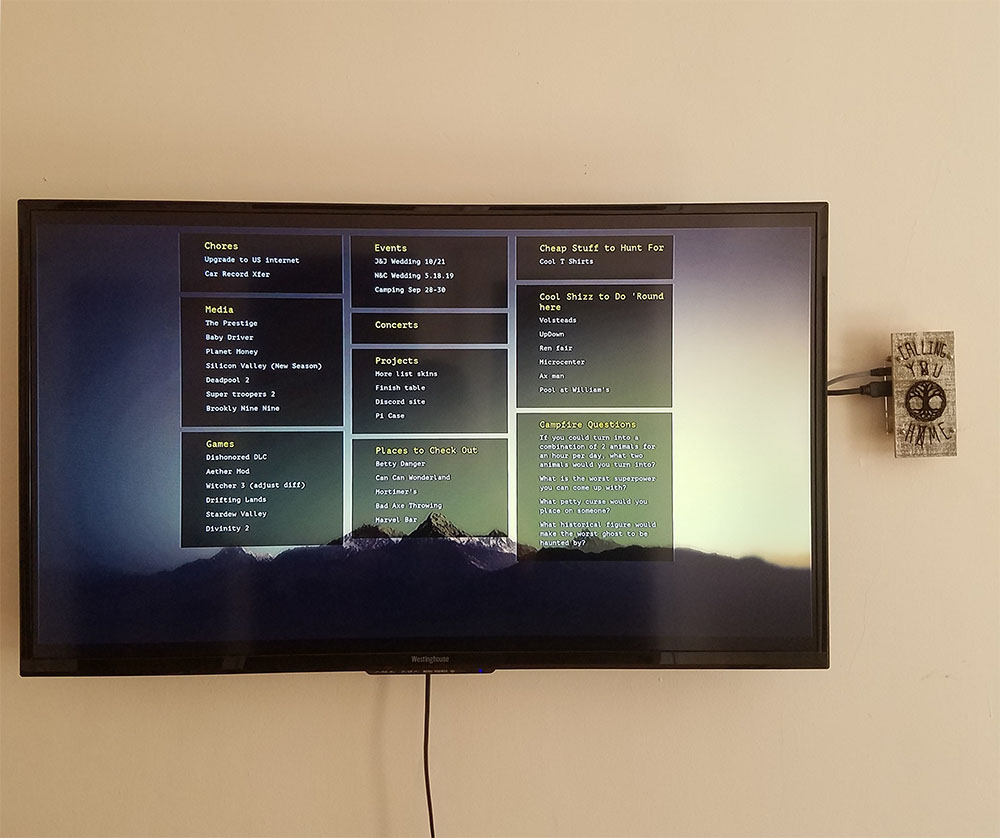 Chores
Upgrade to US internet
Car Record Xfer
Media
The Prestige
Baby Driver
Planet Money
Silicon Valley (New Season)
Deadpool 2
Super troopers 2
Brookly Nine Nine
Games
Dishonored DLC
Aether Mod
Witcher 3 (adjust diff)
Drifting Lands
Stardew Valley
Divinity 2
Events
J&J Wedding 10/21
N&C Wedding 5.18.19
Camping Sep 28-30
Concerts
Projects
More list skins
Finish table
Discord site
Pi Case
Places to Check Out
Betty Danger
Can Can Wonderland
Mortimer's
Bad Axe Throwing
Marvel Bar
Cheap Stuff to Hunt For
Cool T Shirts
Cool Shizz to Do 'Round
here
Volsteads
UpDown
Ren fair
Microcenter
Ax man
Pool at William's
Campfire Questions
If you could turn into a
combination of 2 animals for
an hour per day, what two
animals would you turn into?
What is the worst superpower
you can come up with?
What petty curse would you
place on someone?
What historical figure would
make the worst ghost to be
haunted by?
Westinghouse
CALLING
YOU
HOME